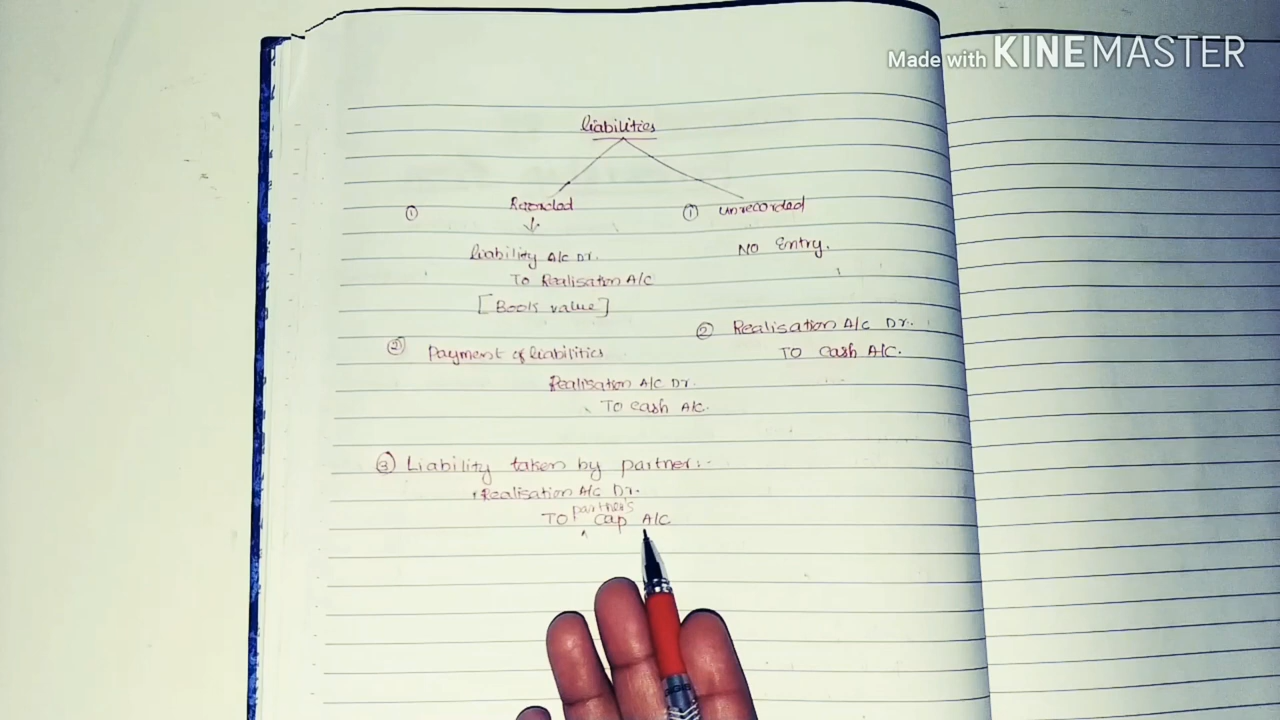 Made with KINEMASTER
Liabilities
① Recorded
Liability A/c Dr.
To Realisation A/c
[Book value]
② Payment of liabilities
Realisation A/c Dr.
To cash A/c.
① unrecorded
No Entry.
② Realisation A/c Dr.
To cash A/c.
③ Liability taken by partner:-
Realisation A/c Dr.
To partner's cap A/c